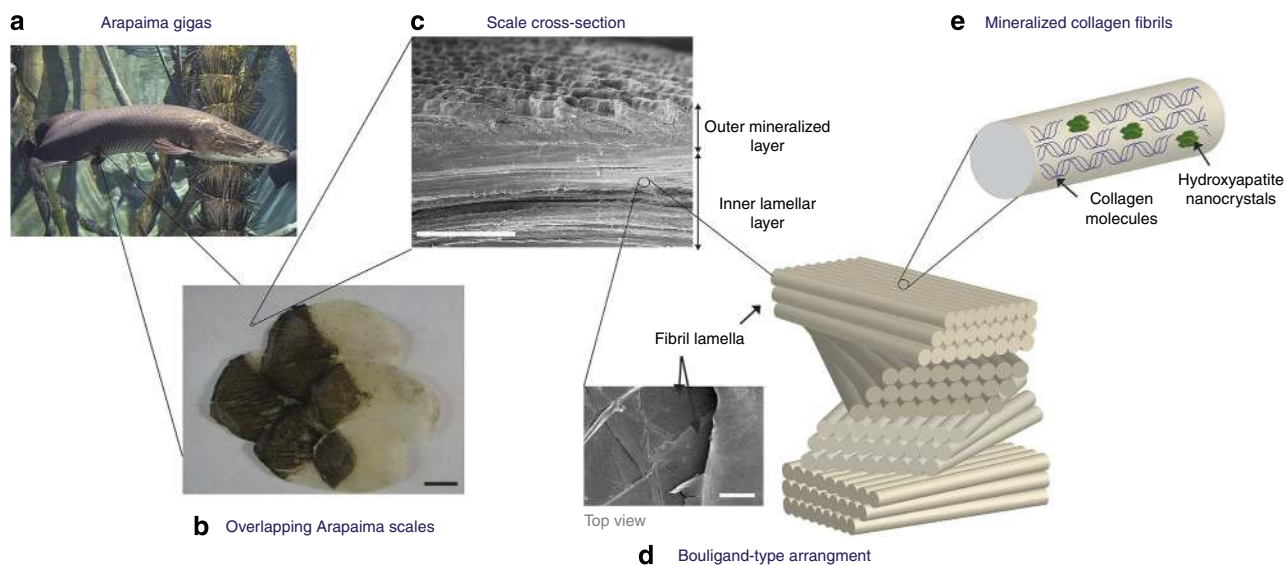 a Arapaima gigas
c Scale cross-section
e Mineralized collagen fibrils
Outer mineralized
layer
Inner lamellar
layer
Collagen
molecules
Hydroxyapatite
nanocrystals
Fibril lamella
Top view
b Overlapping Arapaima scales
d Bouligand-type arrangment